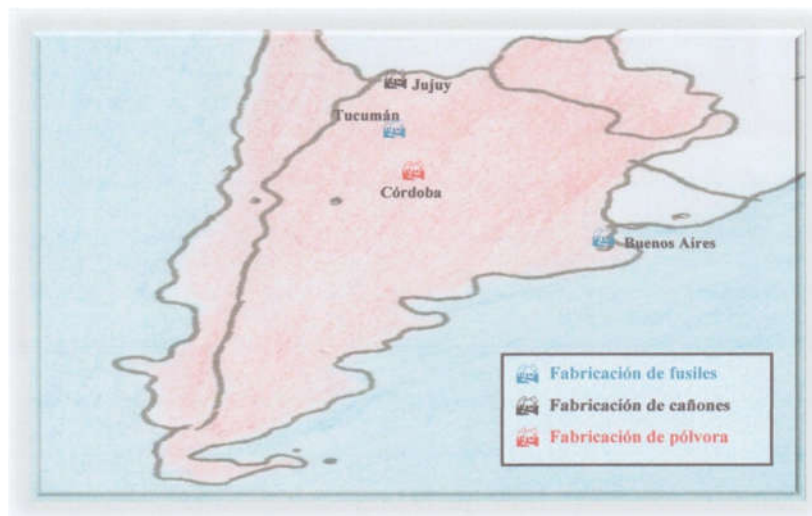 Jujuy
Tucumán
Córdoba
Buenos Aires
Fabricación de fusiles
Fabricación de cañones
Fabricación de pólvora